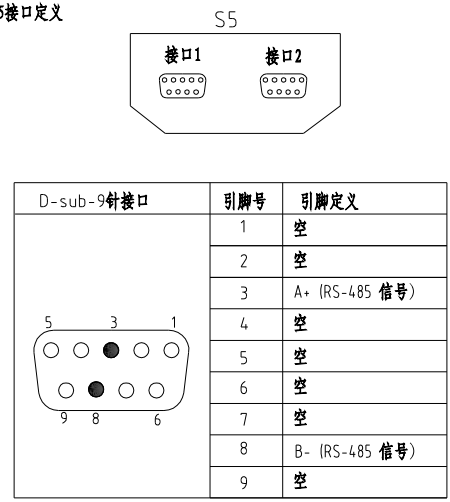 5接口定义
S5
接口1 接口2
D-sub-9针接口 引脚号 引脚定义
1 空
2 空
3 A+ (RS-485 信号)
4 空
5 空
6 空
7 空
8 B- (RS-485 信号)
9 空
5 3 1
9 8 6